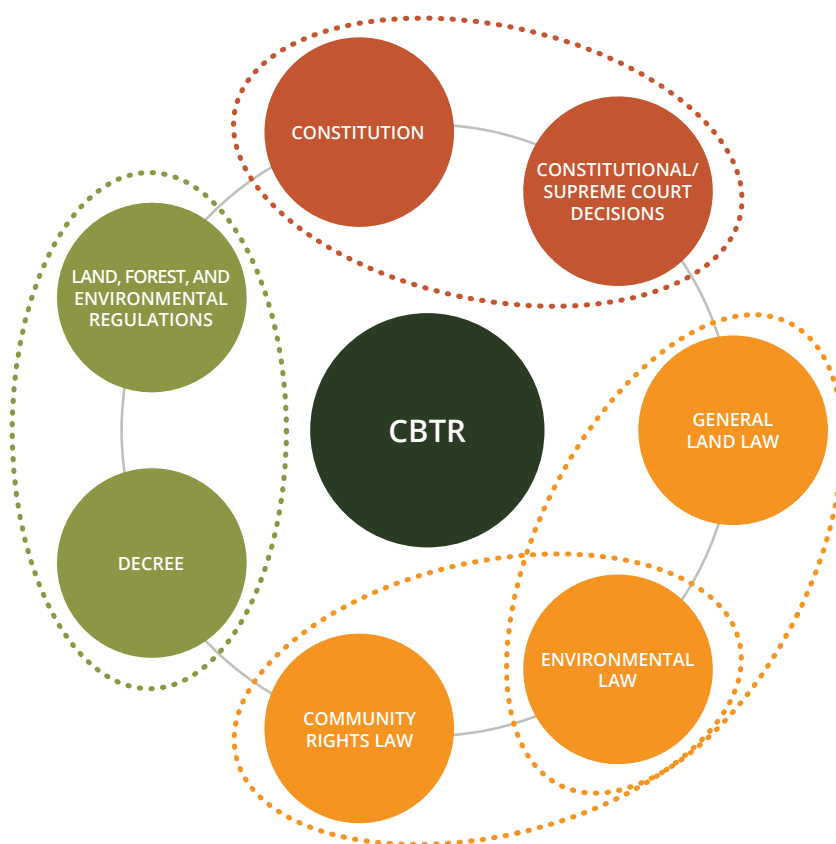 CONSTITUTION
CONSTITUTIONAL/
SUPREME COURT
DECISIONS
LAND, FOREST, AND
ENVIRONMENTAL
REGULATIONS
CBTR
GENERAL
LAND LAW
DECREE
ENVIRONMENTAL
LAW
COMMUNITY
RIGHTS LAW